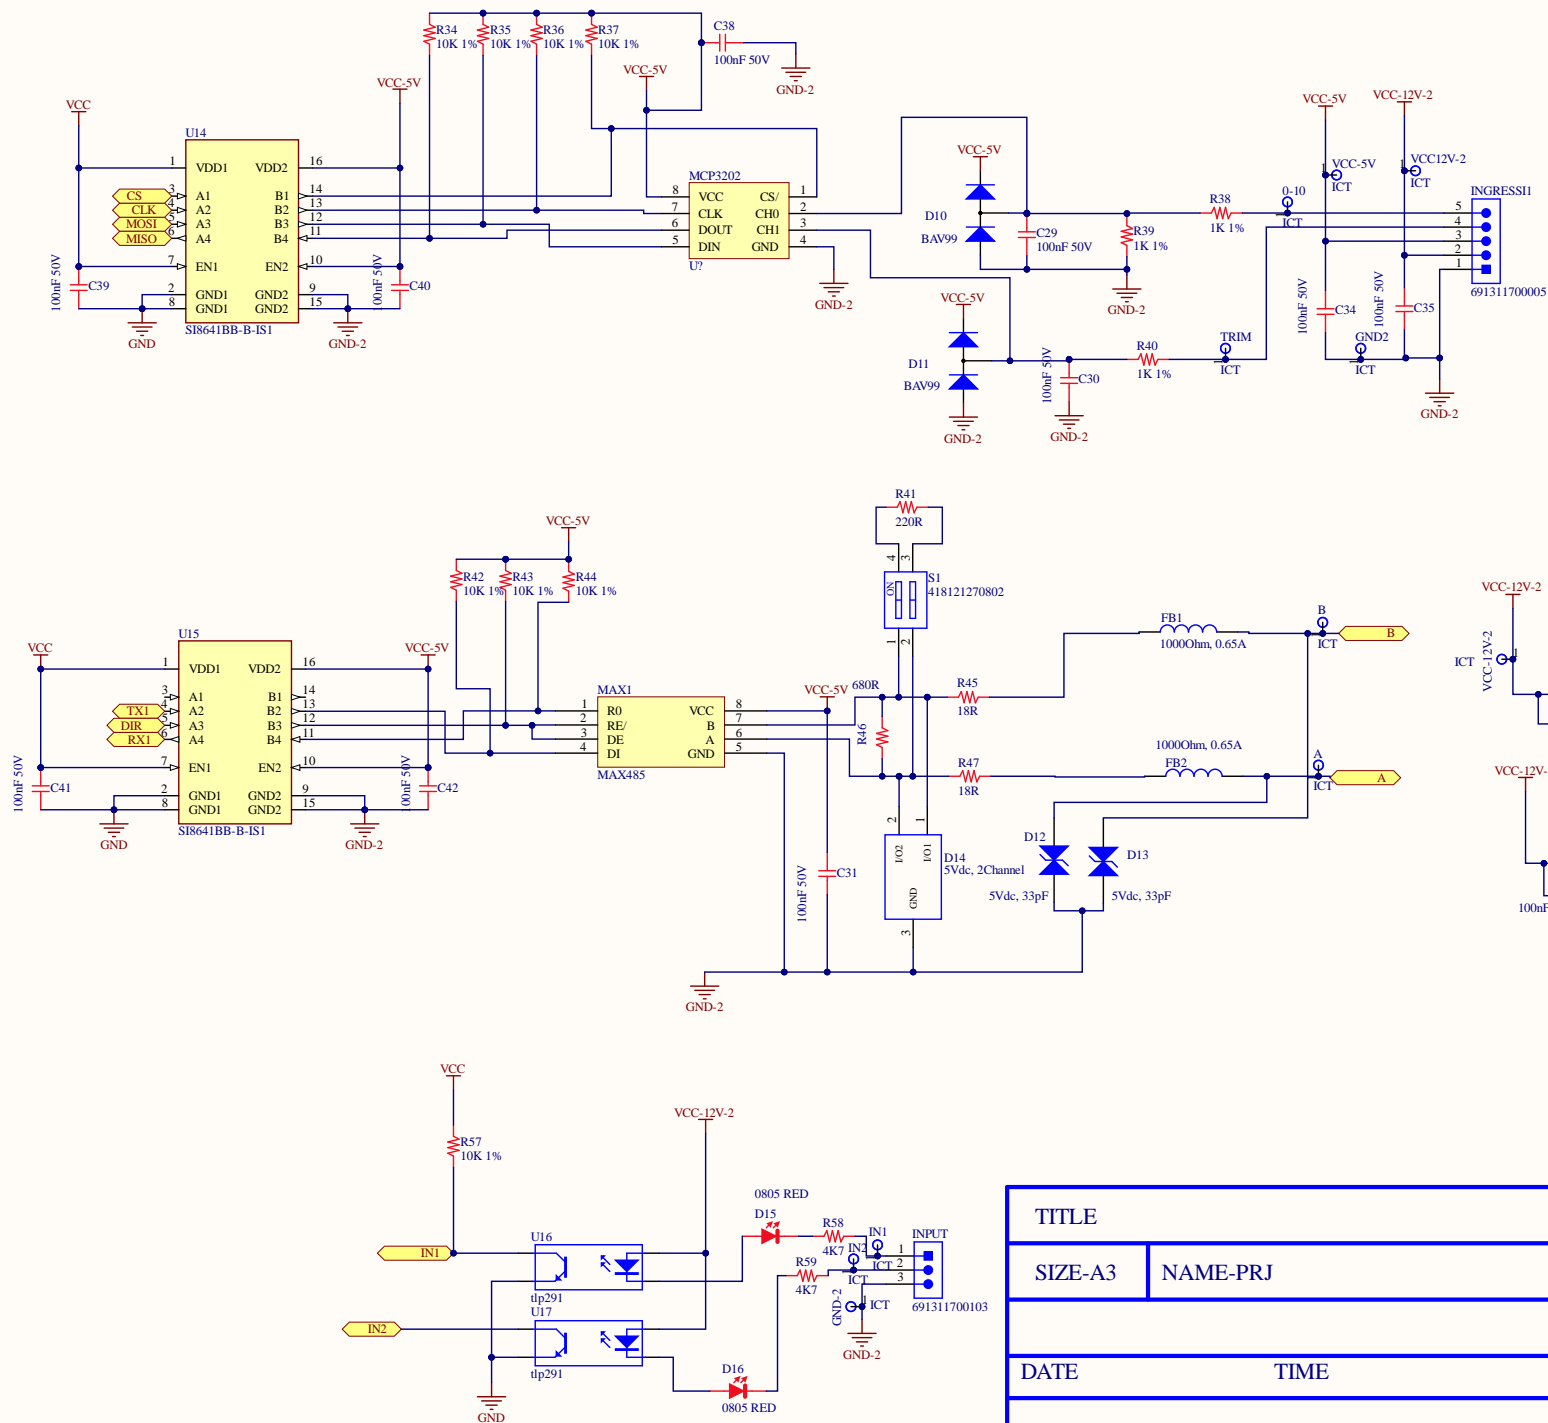 R34
10K 1%
R35
10K 1%
R36
10K 1%
R37
10K 1%
C38
100nF 50V
GND-2
VCC-5V
VCC-5V
VCC
U14
1 VDD1 VDD2 16
CS 3 A1 B1 14
CLK 4 A2 B2 13
MOSI 5 A3 B3 12
MISO 6 A4 B4 11
7 EN1 EN2 10
2 GND1 GND2 9
8 GND1 GND2 15
SI8641BB-B-IS1
C39
100nF 50V
C40
100nF 50V
GND
GND-2
MCP3202
8 VCC CS/ 1
7 CLK CH0 2
6 DOUT CH1 3
5 DIN GND 4
U?
GND-2
VCC-5V
D10
BAV99
C29
100nF 50V
R39
1K 1%
GND-2
R38
1K 1%
0-10
ICT
VCC-5V
1
VCC-5V
ICT
VCC-12V-2
1
VCC12V-2
ICT
INGRESSI1
5
4
3
2
1
691311700005
100nF 50V
C34
100nF 50V
C35
GND2
1
ICT
GND-2
VCC-5V
D11
BAV99
GND-2
100nF 50V
C30
GND-2
R40
1K 1%
TRIM
1
ICT
R41
220R
4 3
ON
S1
418121270802
1 2
VCC-5V
R42
10K 1%
R43
10K 1%
R44
10K 1%
VCC
VCC-5V
U15
1 VDD1 VDD2 16
3 A1 B1 14
TX1 4 A2 B2 13
DIR 5 A3 B3 12
RX1 6 A4 B4 11
7 EN1 EN2 10
2 GND1 GND2 9
8 GND1 GND2 15
SI8641BB-B-IS1
100nF 50V
C41
100nF 50V
C42
GND
GND-2
MAX1
1 R0 VCC 8
2 RE/ B 7
3 DE A 6
4 DI GND 5
MAX485
VCC-5V
680R
R46
R45
18R
R47
18R
FB1
1000Ohm, 0.65A
1000Ohm, 0.65A
FB2
B
ICT
B
A
ICT
A
2 1
I/O2 I/O1
GND
3
D14
5Vdc, 2Channel
D12
5Vdc, 33pF
D13
5Vdc, 33pF
100nF 50V
C31
GND-2
VCC-12V-2
ICT
VCC-12V-2
1
VCC-12V-
100nF
VCC
R57
10K 1%
VCC-12V-2
IN1
U16
tlp291
U17
tlp291
IN2
GND
0805 RED
D15
D16
0805 RED
R58
4K7
R59
4K7
IN1
ICT
IN2
ICT
GND-2
1
ICT
INPUT
1
2
3
691311700103
GND-2
TITLE
SIZE-A3 NAME-PRJ
DATE TIME